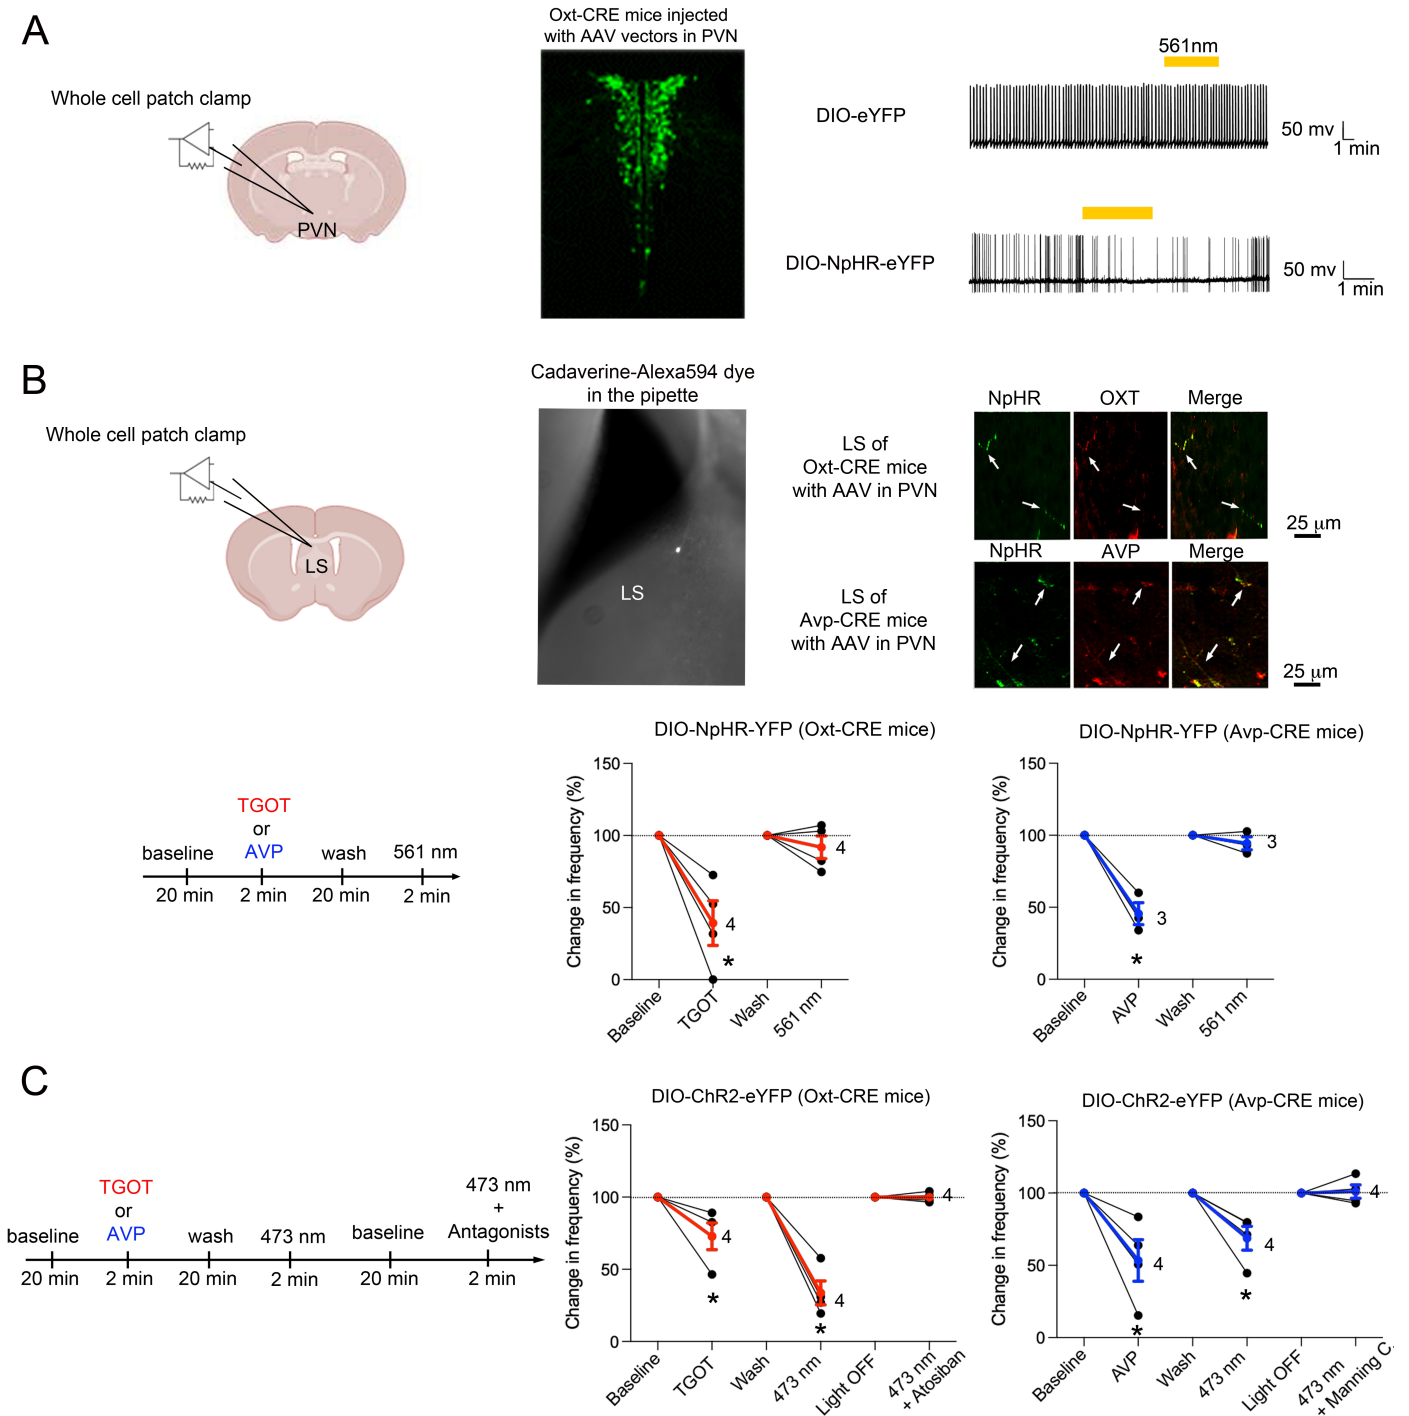 A
Oxt-CRE mice injected
with AAV vectors in PVN
Whole cell patch clamp
PVN
561nm
DIO-eYFP
50 mv
1 min
DIO-NpHR-eYFP
50 mv
1 min
B
Cadaverine-Alexa594 dye
in the pipette
Whole cell patch clamp
LS
LS
NpHR OXT Merge
LS of
Oxt-CRE mice
with AAV in PVN
25 μm
NpHR AVP Merge
LS of
Avp-CRE mice
with AAV in PVN
25 μm
TGOT
or
AVP
baseline wash 561 nm
20 min 2 min 20 min 2 min
DIO-NpHR-YFP (Oxt-CRE mice)
Change in frequency (%)
150
100
50
0
4
4
*
Baseline TGOT Wash 561 nm
DIO-NpHR-YFP (Avp-CRE mice)
Change in frequency (%)
150
100
50
0
3
3
*
Baseline AVP Wash 561 nm
C
TGOT
or
AVP
473 nm
+
Antagonists
baseline wash 473 nm baseline
20 min 2 min 20 min 2 min 20 min 2 min
DIO-ChR2-eYFP (Oxt-CRE mice)
Change in frequency (%)
150
100
50
0
4
4
4
*
*
Baseline TGOT Wash 473 nm Light OFF 473 nm
+ Atosiban
DIO-ChR2-eYFP (Avp-CRE mice)
Change in frequency (%)
150
100
50
0
4
4
4
*
*
Baseline AVP Wash 473 nm Light OFF 473 nm
+ Manning C.